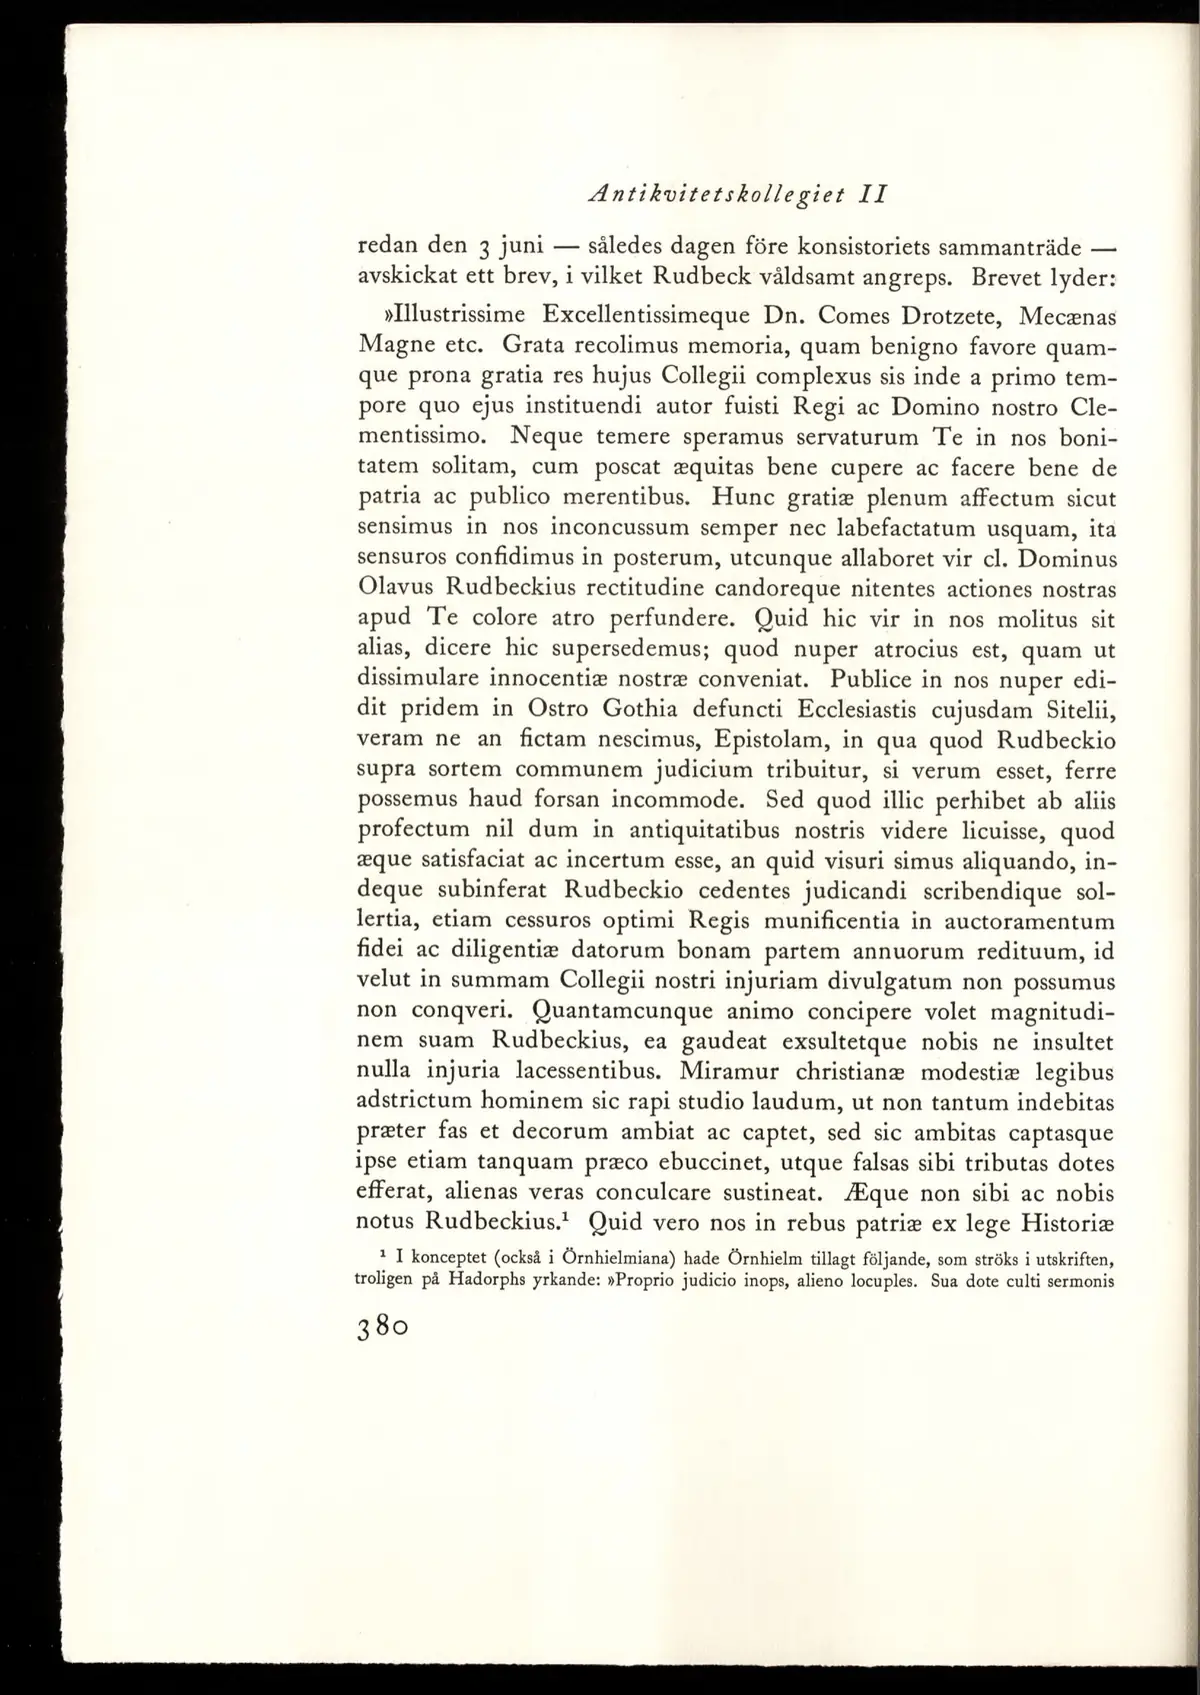 Antikvitetskollegiet II
redan den 3 juni — således dagen före konsistoriets sammanträde —
avskickat ett brev, i vilket Rudbeck våldsamt angreps. Brevet lyder:
»Illustrissime Excellentissimeque Dn. Comes Drotzete, Mecænas
Magne etc. Grata recolimus memoria, quam benigno favore quam-
que prona gratia res hujus Collegii complexus sis inde a primo tem-
pore quo ejus instituendi autor fuisti Regi ac Domino nostro Cle-
mentissimo. Neque temere speramus servaturum Te in nos boni-
tatem solitam, cum poscat æquitas bene cupere ac facere bene de
patria ac publico merentibus. Hunc gratiæ plenum affectum sicut
sensimus in nos inconcussum semper nec labefactatum usquam, ita
sensuros confidimus in posterum, utcunque allaboret vir cl. Dominus
Olavus Rudbeckius rectitudine candoreque nitentes actiones nostras
apud Te colore atro perfundere. Quid hic vir in nos molitus sit
alias, dicere hic supersedemus; quod nuper atrocius est, quam ut
dissimulare innocentiæ nostræ conveniat. Publice in nos nuper edi-
dit pridem in Ostro Gothia defuncti Ecclesiastis cujusdam Sitelii,
veram ne an fictam nescimus, Epistolam, in qua quod Rudbeckio
supra sortem communem judicium tribuitur, si verum esset, ferre
possemus haud forsan incommode. Sed quod illic perhibet ab aliis
profectum nil dum in antiquitatibus nostris videre licuisse, quod
æque satisfaciat ac incertum esse, an quid visuri simus aliquando, in-
deque subinferat Rudbeckio cedentes judicandi scribendique sol-
lertia, etiam cessuros optimi Regis munificentia in auctoramentum
fidei ac diligentiæ datorum bonam partem annuorum redituum, id
velut in summam Collegii nostri injuriam divulgatum non possumus
non conqveri. Quantamcunque animo concipere volet magnitudi-
nem suam Rudbeckius, ea gaudeat exsultetque nobis ne insultet
nulla injuria lacessentibus. Miramur christianæ modestiæ legibus
adstrictum hominem sic rapi studio laudum, ut non tantum indebitas
præter fas et decorum ambiat ac captet, sed sic ambitas captasque
ipse etiam tanquam præco ebuccinet, utque falsas sibi tributas dotes
efferat, alienas veras conculcare sustineat. Æque non sibi ac nobis
notus Rudbeckius.¹ Quid vero nos in rebus patriæ ex lege Historiæ
¹ I konceptet (också i Örnhielmiana) hade Örnhielm tillagt följande, som ströks i utskriften,
troligen på Hadorphs yrkande: »Proprio judicio inops, alieno locuples. Sua dote culti sermonis
380